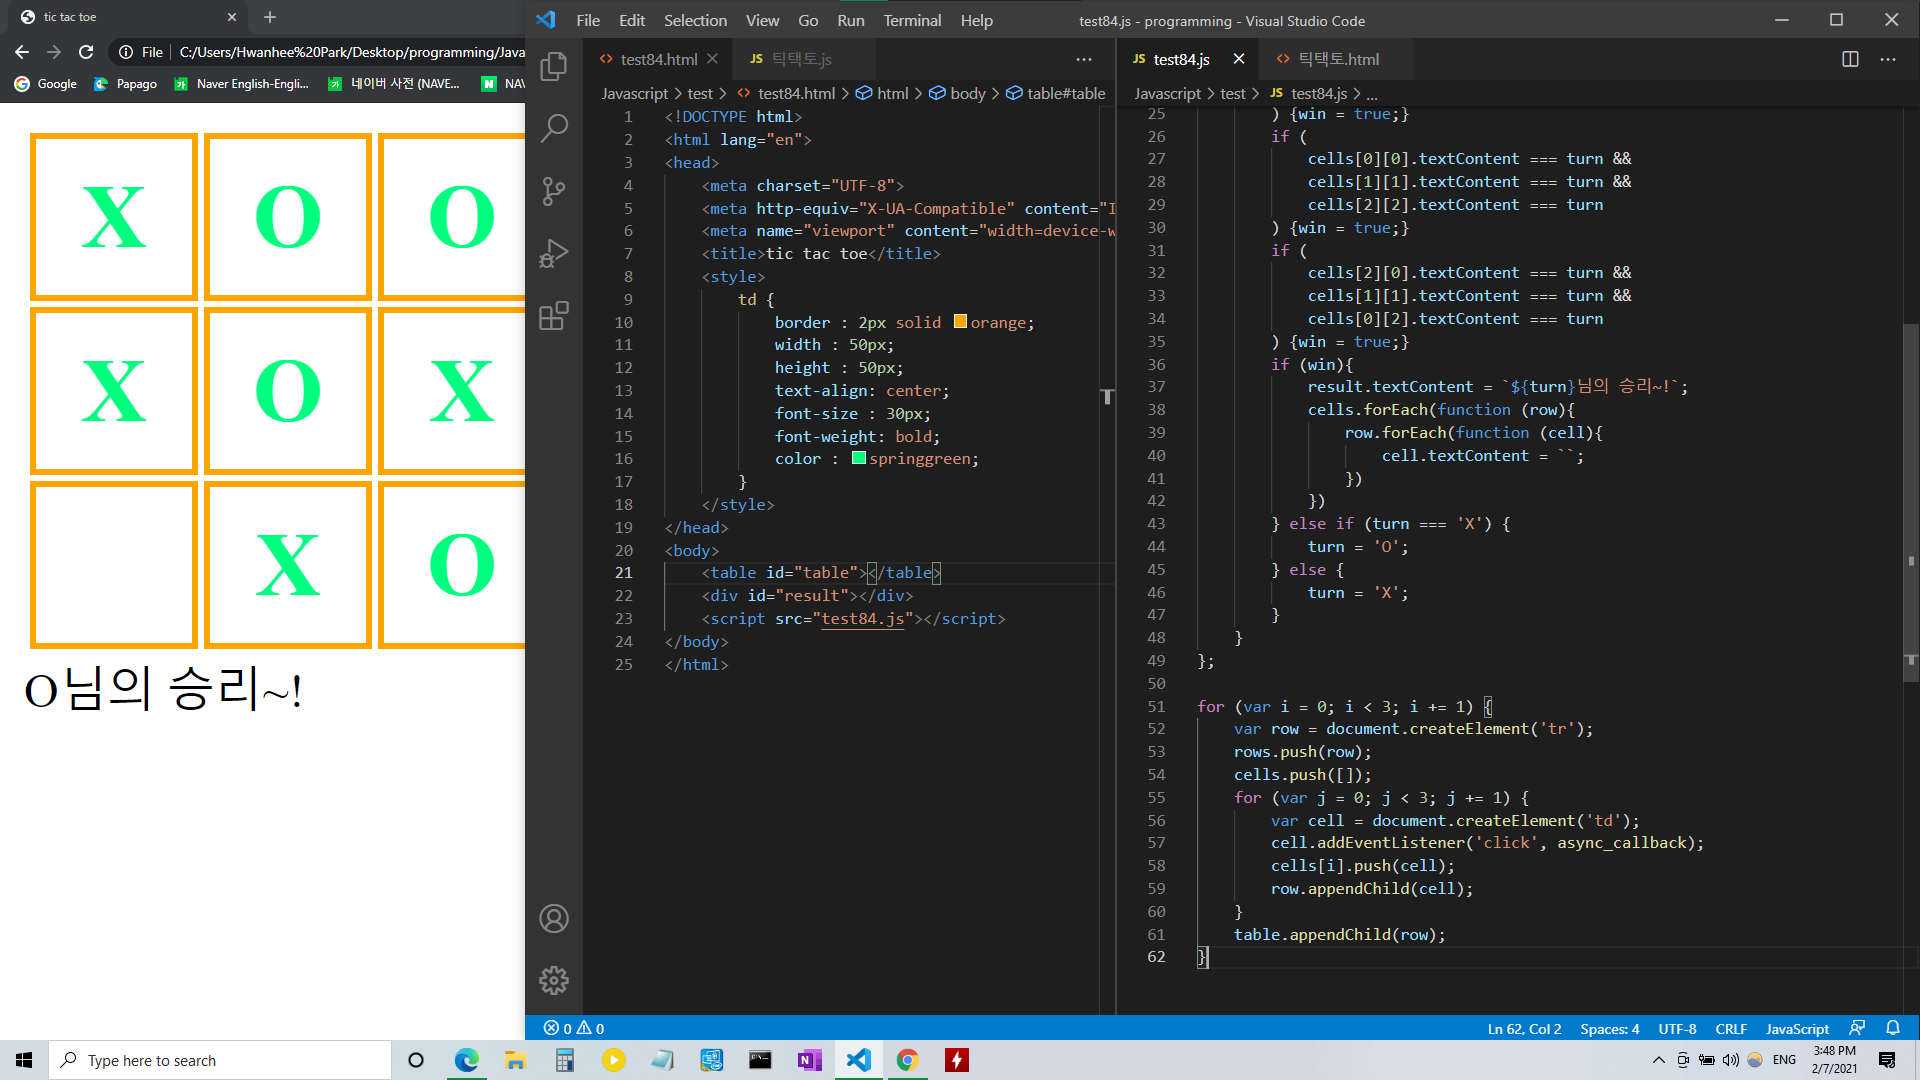 tic tac toe
File C:/Users/Hwanhee%20Park/Desktop/programming/Java
Google Papago Naver English-Engli... 네이버 사전 (NAVE... NAV
X O O
X O X
X O
O님의 승리~!
File Edit Selection View Go Run Terminal Help
test84.js - programming - Visual Studio Code
test84.html JS 틱택토.js
Javascript > test > test84.html > html > body > table#table
1 <!DOCTYPE html>
2 <html lang="en">
3 <head>
4 <meta charset="UTF-8">
5 <meta http-equiv="X-UA-Compatible" content="I
6 <meta name="viewport" content="width=device-w
7 <title>tic tac toe</title>
8 <style>
9 td {
10 border : 2px solid orange;
11 width : 50px;
12 height : 50px;
13 text-align: center;
14 font-size : 30px;
15 font-weight: bold;
16 color : springgreen;
17 }
18 </style>
19 </head>
20 <body>
21 <table id="table"></table>
22 <div id="result"></div>
23 <script src="test84.js"></script>
24 </body>
25 </html>
JS test84.js 틱택토.html
Javascript > test > JS test84.js > ...
25 ) {win = true;}
26 if (
27 cells[0][0].textContent === turn &&
28 cells[1][1].textContent === turn &&
29 cells[2][2].textContent === turn
30 ) {win = true;}
31 if (
32 cells[2][0].textContent === turn &&
33 cells[1][1].textContent === turn &&
34 cells[0][2].textContent === turn
35 ) {win = true;}
36 if (win){
37 result.textContent = `${turn}님의 승리~!`;
38 cells.forEach(function (row){
39 row.forEach(function (cell){
40 cell.textContent = ``;
41 })
42 })
43 } else if (turn === 'X') {
44 turn = 'O';
45 } else {
46 turn = 'X';
47 }
48 }
49 };
50
51 for (var i = 0; i < 3; i += 1) {
52 var row = document.createElement('tr');
53 rows.push(row);
54 cells.push([]);
55 for (var j = 0; j < 3; j += 1) {
56 var cell = document.createElement('td');
57 cell.addEventListener('click', async_callback);
58 cells[i].push(cell);
59 row.appendChild(cell);
60 }
61 table.appendChild(row);
62 }
0 0
Ln 62, Col 2 Spaces: 4 UTF-8 CRLF JavaScript
Type here to search
ENG
3:48 PM
2/7/2021